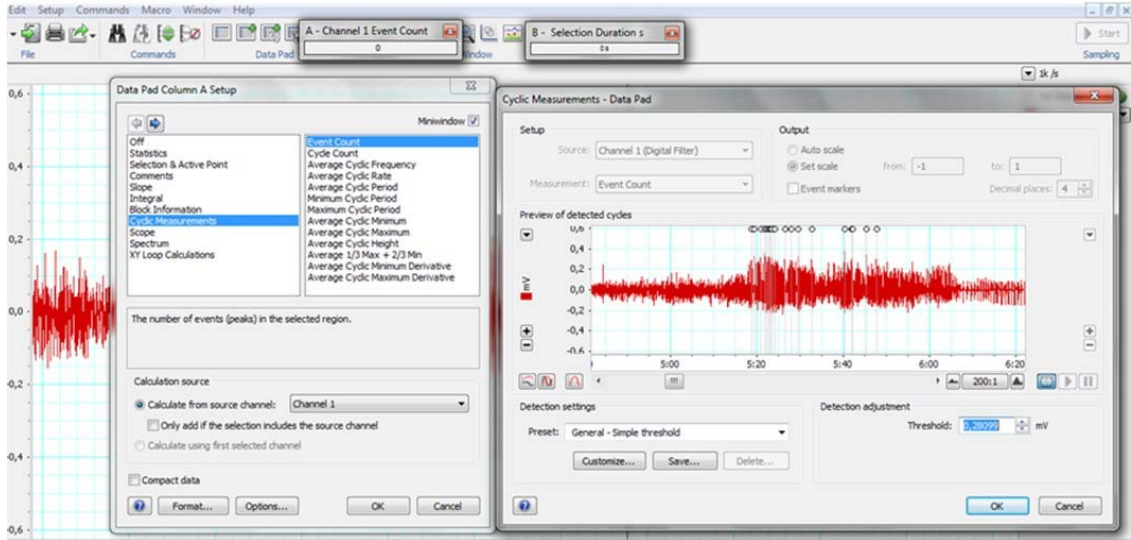 Edit Setup Commands Macro Window Help
File Commands Data Pad
A - Channel 1 Event Count
0
B - Selection Duration s
0 s
Start
Sampling
1k /s
0,6
0,4
0,2
0,0
0,2
0,4
0,6
Data Pad Column A Setup
Miniwindow
Off
Statistics
Selection & Active Point
Comments
Slope
Integral
Block Information
Cyclic Measurements
Scope
Spectrum
XY Loop Calculations
Event Count
Cycle Count
Average Cyclic Frequency
Average Cyclic Rate
Average Cyclic Period
Minimum Cyclic Period
Maximum Cyclic Period
Average Cyclic Minimum
Average Cyclic Maximum
Average Cyclic Height
Average 1/3 Max + 2/3 Min
Average Cyclic Minimum Derivative
Average Cyclic Maximum Derivative
The number of events (peaks) in the selected region.
Calculation source
Calculate from source channel: Channel 1
Only add if the selection includes the source channel
Calculate using first selected channel
Compact data
Format... Options... OK Cancel
Cyclic Measurements - Data Pad
Setup
Source: Channel 1 (Digital Filter)
Measurement: Event Count
Output
Auto scale
Set scale from: -1 to: 1
Event markers Decimal places: 4
Preview of detected cycles
0,6
0,4
0,2
0,0
-0,2
-0,4
-0,6
mV
5:00 5:20 5:40 6:00 6:20
200:1
Detection settings
Preset: General - Simple threshold
Customize... Save... Delete...
Detection adjustment
Threshold: 0,28099 mV
OK Cancel